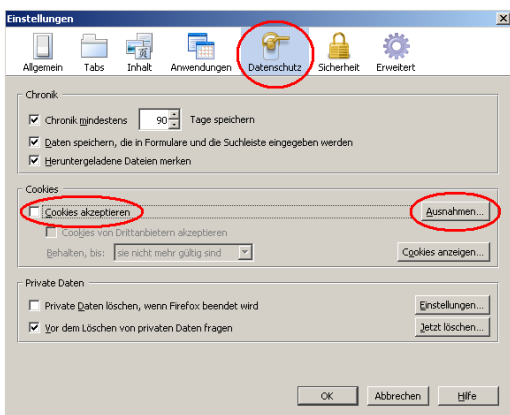 Einstellungen
Allgemein Tabs Inhalt Anwendungen Datenschutz Sicherheit Erweitert
Chronik
Chronik mindestens 90 Tage speichern
Daten speichern, die in Formulare und die Suchleiste eingegeben werden
Heruntergeladene Dateien merken
Cookies
Cookies akzeptieren Ausnahmen...
Cookies von Drittanbietern akzeptieren
Behalten, bis: sie nicht mehr gültig sind Cookies anzeigen...
Private Daten
Private Daten löschen, wenn Firefox beendet wird Einstellungen...
Vor dem Löschen von privaten Daten fragen Jetzt löschen...
OK Abbrechen Hilfe